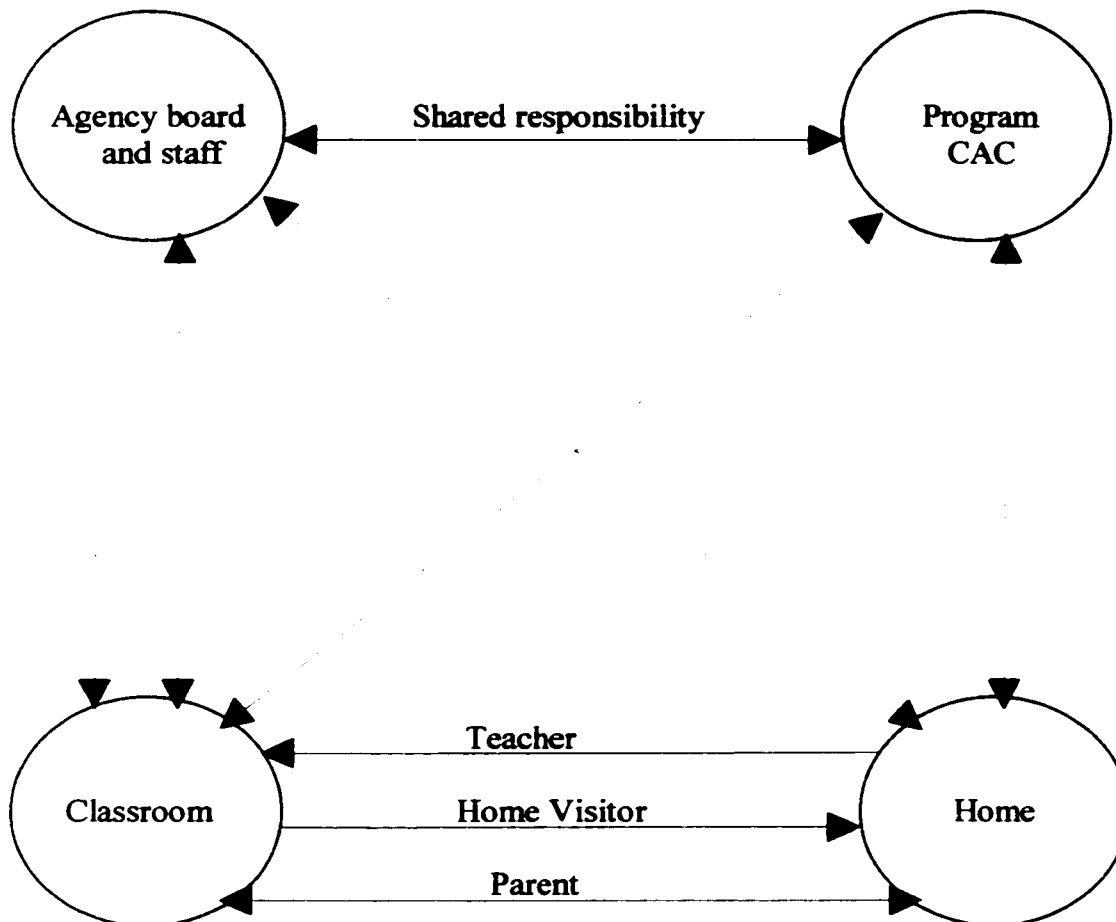 Agency board
and staff
Shared responsibility
Program
CAC
Teacher
Classroom
Home Visitor
Home
Parent